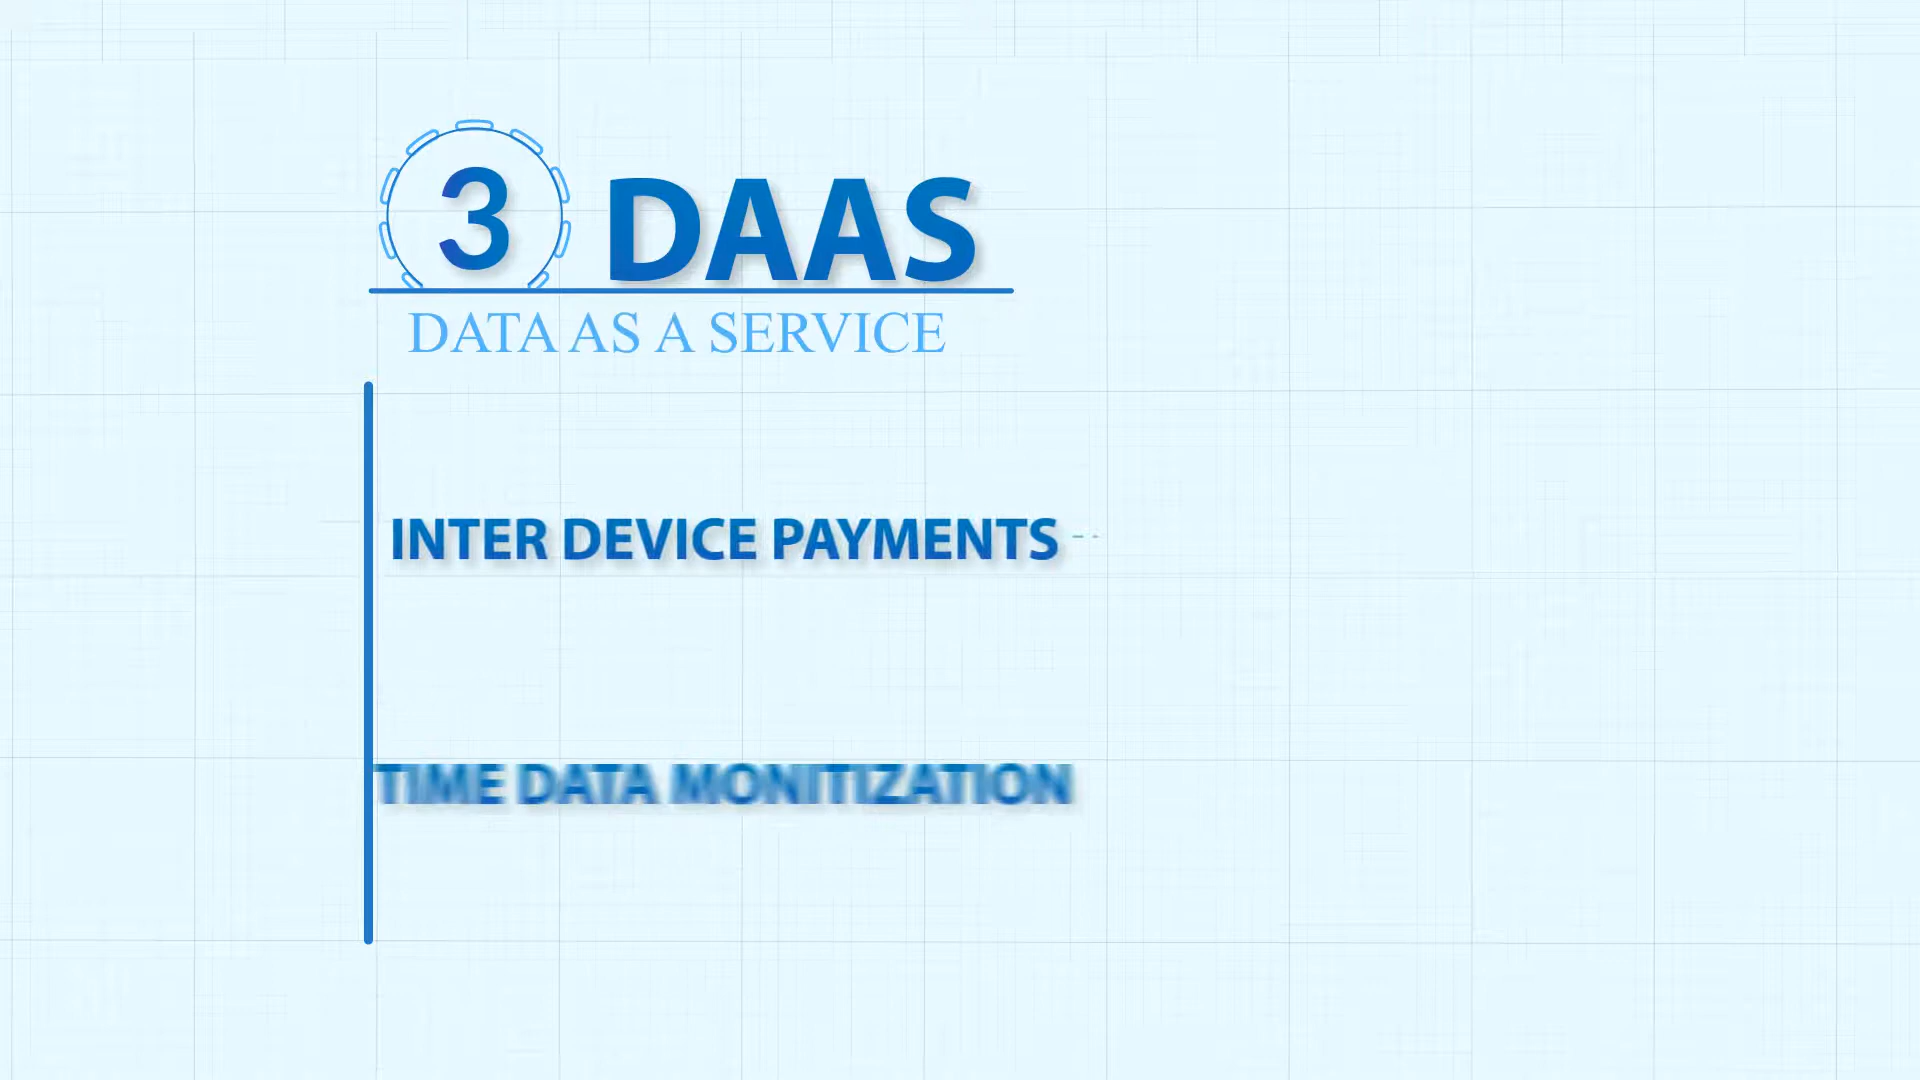 3 DAAS
DATA AS A SERVICE
INTER DEVICE PAYMENTS
TIME DATA MONITIZATION